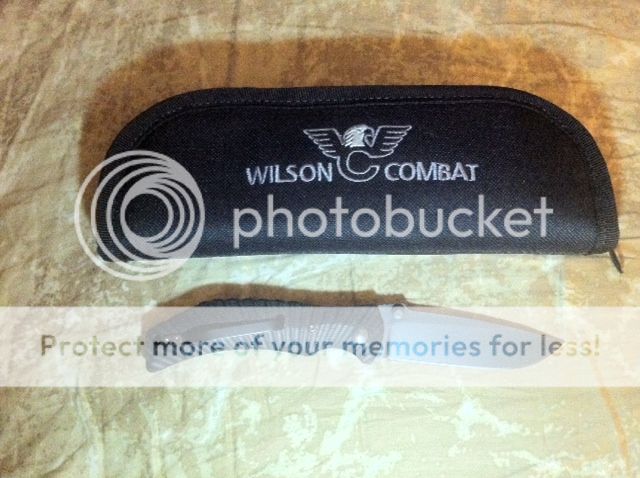 WILSON COMBAT
photobucket
Protect more of your memories for less!